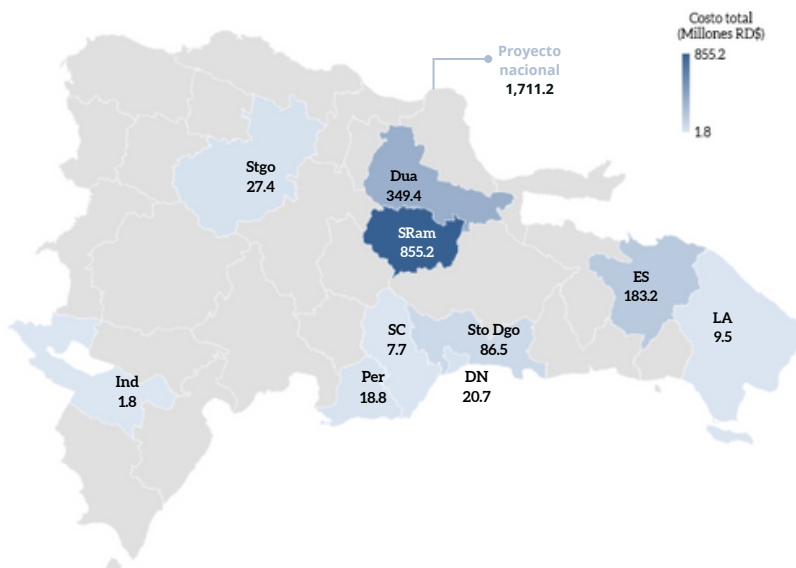 Costo total
(Millones RD$)
855.2
1.8
Proyecto
nacional
1,711.2
Stgo
27.4
Dua
349.4
SRam
855.2
ES
183.2
LA
9.5
SC
7.7
Sto Dgo
86.5
Ind
1.8
Per
18.8
DN
20.7